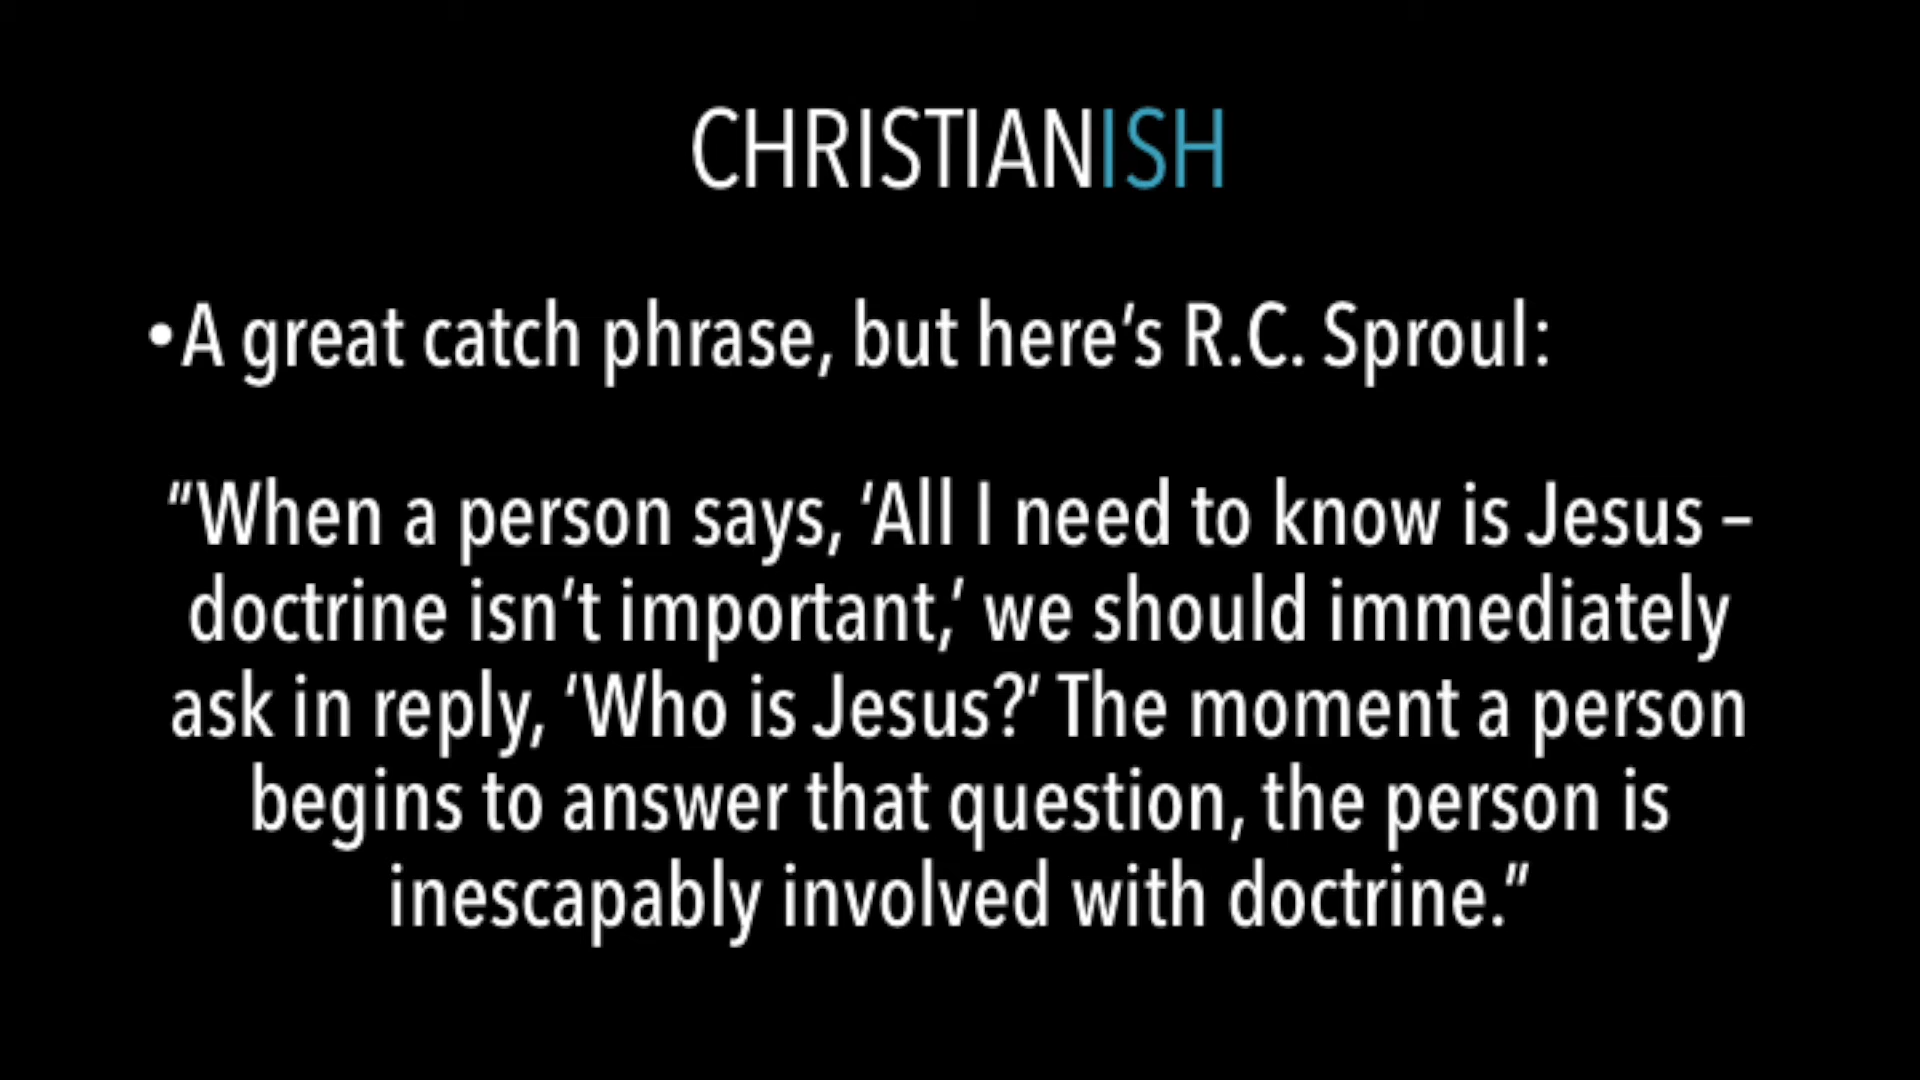 CHRISTIANISH
•A great catch phrase, but here’s R.C. Sproul:
“When a person says, ‘All I need to know is Jesus –
doctrine isn’t important,’ we should immediately
ask in reply, ‘Who is Jesus?’ The moment a person
begins to answer that question, the person is
inescapably involved with doctrine.”